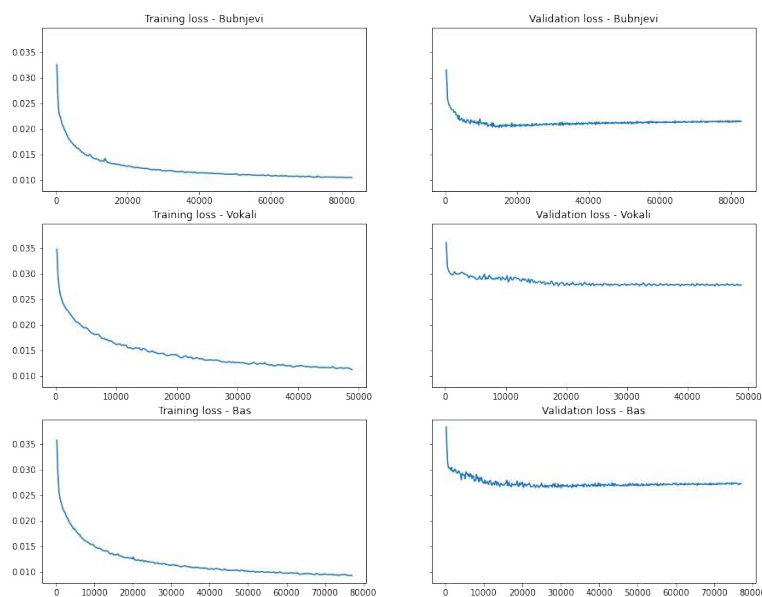 Training loss - Bubnjevi
0.035
0.030
0.025
0.020
0.015
0.010
0 20000 40000 60000 80000
Validation loss - Bubnjevi
0 20000 40000 60000 80000
Training loss - Vokali
0.035
0.030
0.025
0.020
0.015
0.010
0 10000 20000 30000 40000 50000
Validation loss - Vokali
0 10000 20000 30000 40000 50000
Training loss - Bas
0.035
0.030
0.025
0.020
0.015
0.010
0 10000 20000 30000 40000 50000 60000 70000 80000
Validation loss - Bas
0 10000 20000 30000 40000 50000 60000 70000 8000